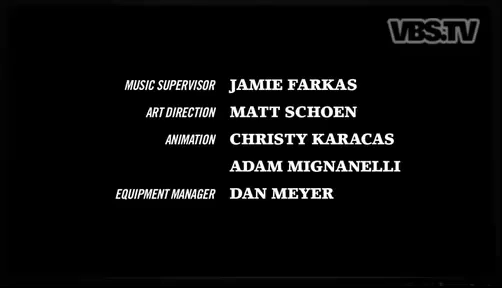 VBS.TV
MUSIC SUPERVISOR JAMIE FARKAS
ART DIRECTION MATT SCHOEN
ANIMATION CHRISTY KARACAS
ADAM MIGNANELLI
EQUIPMENT MANAGER DAN MEYER